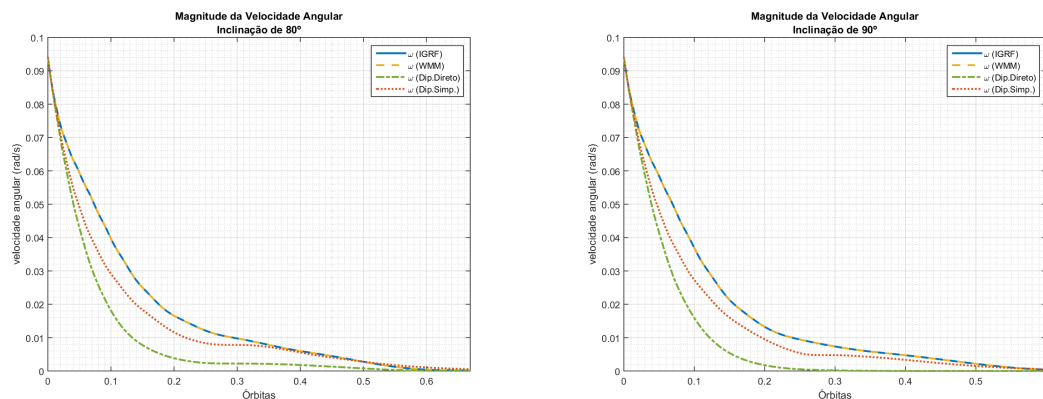 Magnitude da Velocidade Angular
Inclinação de 80º
velocidade angular (rad/s)
0.1
0.09
0.08
0.07
0.06
0.05
0.04
0.03
0.02
0.01
0
0 0.1 0.2 0.3 0.4 0.5 0.6
Órbitas
ω (IGRF)
ω (WMM)
ω (Dip.Direto)
ω (Dip.Simp.)
Magnitude da Velocidade Angular
Inclinação de 90º
velocidade angular (rad/s)
0.1
0.09
0.08
0.07
0.06
0.05
0.04
0.03
0.02
0.01
0
0 0.1 0.2 0.3 0.4 0.5
Órbitas
ω (IGRF)
ω (WMM)
ω (Dip.Direto)
ω (Dip.Simp.)